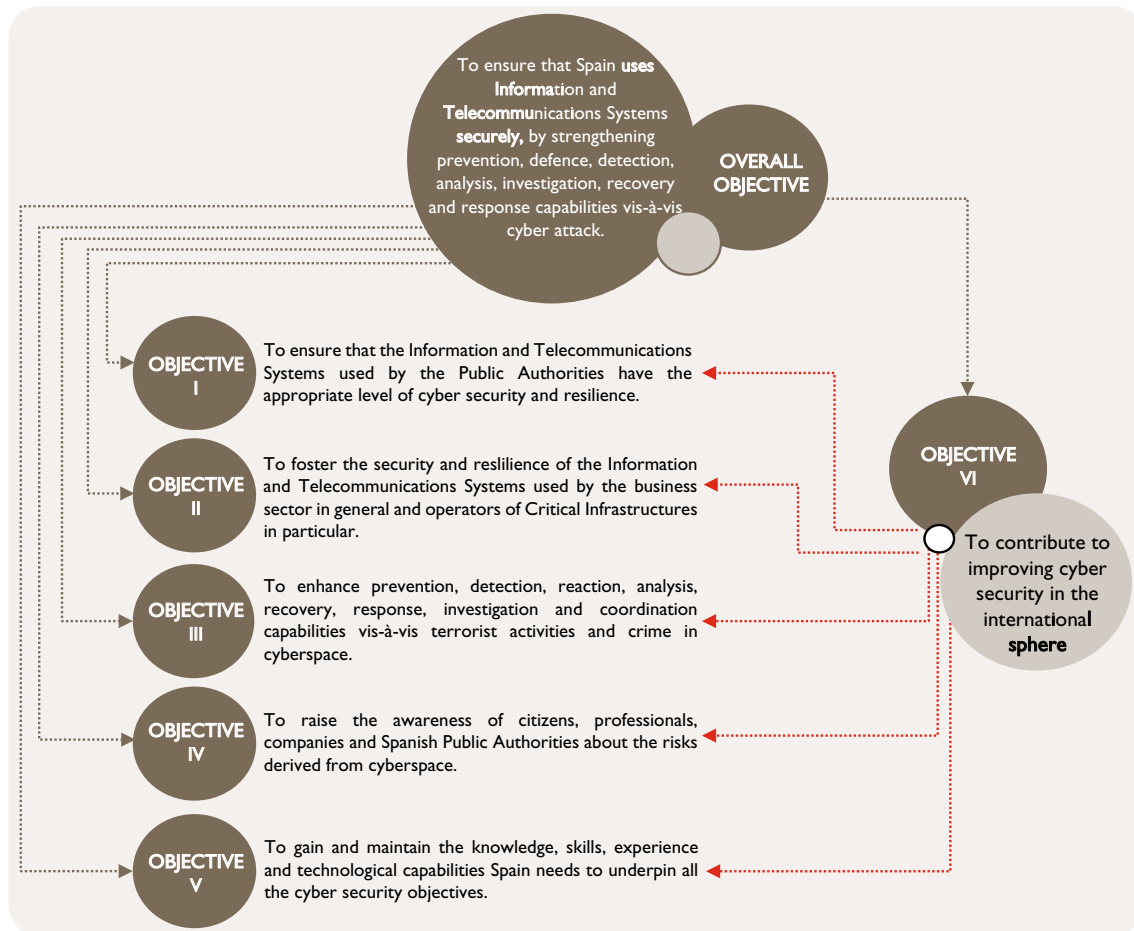 To ensure that Spain uses
Information and
Telecommunications Systems
securely, by strengthening
prevention, defence, detection,
analysis, investigation, recovery
and response capabilities vis-à-vis
cyber attack.
OVERALL
OBJECTIVE
OBJECTIVE
I
To ensure that the Information and Telecommunications
Systems used by the Public Authorities have the
appropriate level of cyber security and resilience.
OBJECTIVE
II
To foster the security and reslilience of the Information
and Telecommunications Systems used by the business
sector in general and operators of Critical Infrastructures
in particular.
OBJECTIVE
III
To enhance prevention, detection, reaction, analysis,
recovery, response, investigation and coordination
capabilities vis-à-vis terrorist activities and crime in
cyberspace.
OBJECTIVE
IV
To raise the awareness of citizens, professionals,
companies and Spanish Public Authorities about the risks
derived from cyberspace.
OBJECTIVE
V
To gain and maintain the knowledge, skills, experience
and technological capabilities Spain needs to underpin all
the cyber security objectives.
OBJECTIVE
VI
To contribute to
improving cyber
security in the
international
sphere